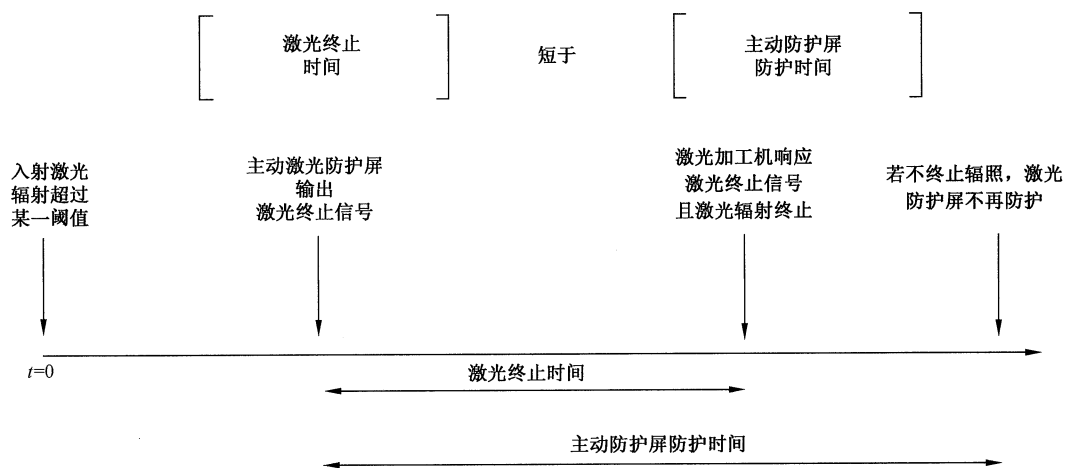 激光终止
时间
短于
主动防护屏
防护时间
入射激光
辐射超过
某一阈值
主动激光防护屏
输出
激光终止信号
激光加工机响应
激光终止信号
且激光辐射终止
若不终止辐照，激光
防护屏不再防护
t=0
激光终止时间
主动防护屏防护时间